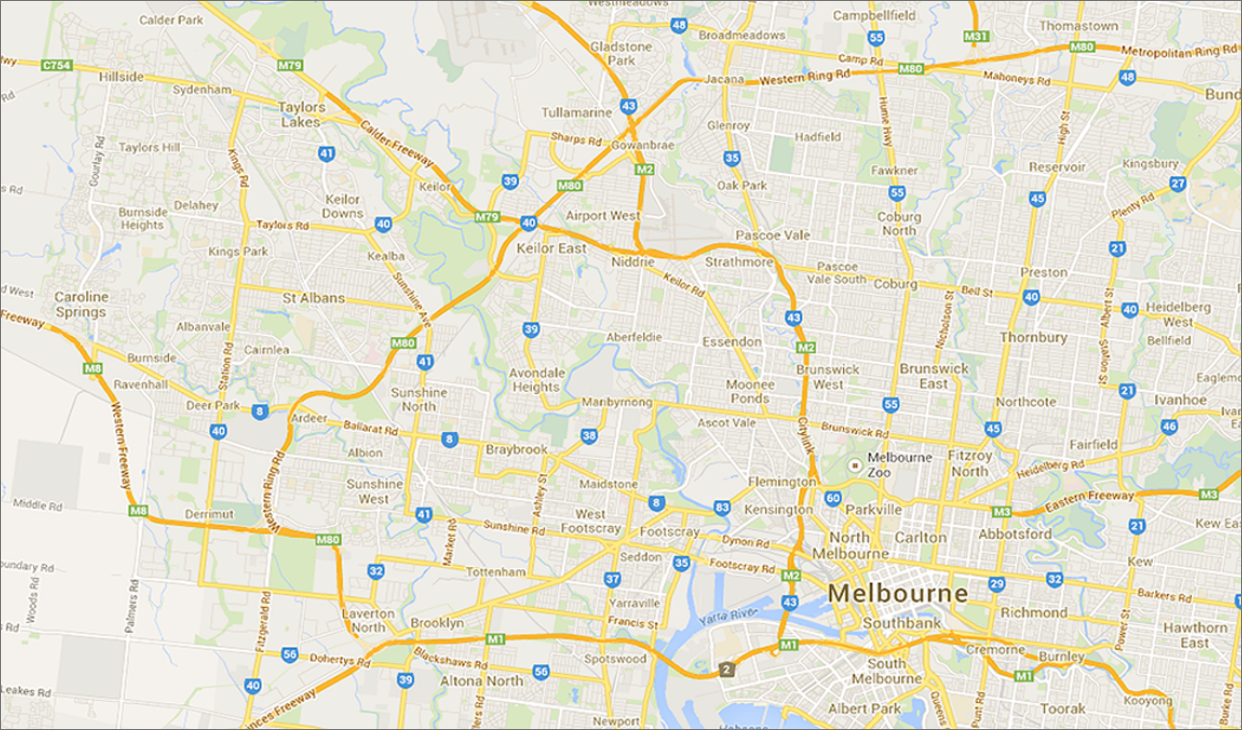 Westmeadows
Calder Park
48
Campbellfield
Thomastown
27
Broadmeadows
55
M31
Gladstone
Park
M80
Metropolitan Ring Rd
C754
M79
Camp Rd
M80
Hillside
Jacana
Western Ring Rd
Mahoneys Rd
48
Sydenham
Bund
Taylors
Lakes
43
Tullamarine
Hume Hwy
High St
Calder Freeway
Glenroy
Hadfield
Sharps Rd
Gowanbrae
Gourlay Rd
Taylors Hill
41
35
Kings Rd
Reservoir
Kingsbury
M2
Fawkner
39
M80
Oak Park
27
Keilor
55
45
s Rd
Keilor
Downs
Delahey
Plenty Rd
Burnside
Heights
M79
40
Airport West
Coburg
North
Taylors Rd
40
Pascoe Vale
21
Kings Park
Keilor East
Kealba
Niddrie
Strathmore
Pascoe
Vale South
Preston
Sunshine Ave
Keilor Rd
Coburg
Bell St
nd West
Caroline
Springs
St Albans
40
Albert St
40
Heidelberg
West
Freeway
43
Nicholson St
Albanvale
39
Aberfeldie
Essendon
Thornbury
Bellfield
M80
M2
Station St
Cairnlea
Burnside
41
M8
Station Rd
Avondale
Heights
Brunswick
West
Brunswick
East
Eaglemo
Ravenhall
Moonee
Ponds
Sunshine
North
21
Deer Park
8
Maribyrnong
55
Northcote
Ivanhoe
Ardeer
Ivan
E
Western Freeway
40
Ballarat Rd
Ascot Vale
Citylink
Brunswick Rd
45
46
8
38
Fairfield
Albion
Braybrook
Melbourne
Zoo
Fitzroy
North
Heidelberg Rd
Western Ring Rd
Sunshine
West
Ashley St
Maidstone
Flemington
60
Eastern Freeway
M3
Middle Rd
M8
Derrimut
41
8
83
Kensington
Parkville
M3
West
Footscray
Market Rd
Sunshine Rd
Footscray
21
Kew Eas
M80
Dynon Rd
North
Melbourne
Carlton
Abbotsford
Seddon
oundary Rd
35
Footscray Rd
Kew
32
Tottenham
37
M2
29
32
Woods Rd
Palmers Rd
Melbourne
Barkers Rd
Fitzgerald Rd
Yarraville
43
1
Laverton
North
Yarra River
Richmond
Brooklyn
Francis St
Southbank
Power St
Hawthorn
East
s Rd
M1
M1
Cremorne
56
Dohertys Rd
Blackshaws Rd
Spotswood
2
South
Melbourne
Burnley
56
M1
40
39
Altona North
Leakes Rd
Kooyong
inces Freeway
ers Rd
Newport
Albert Park
Queens
Punt Rd
Toorak
Burke Rd
Hobsons